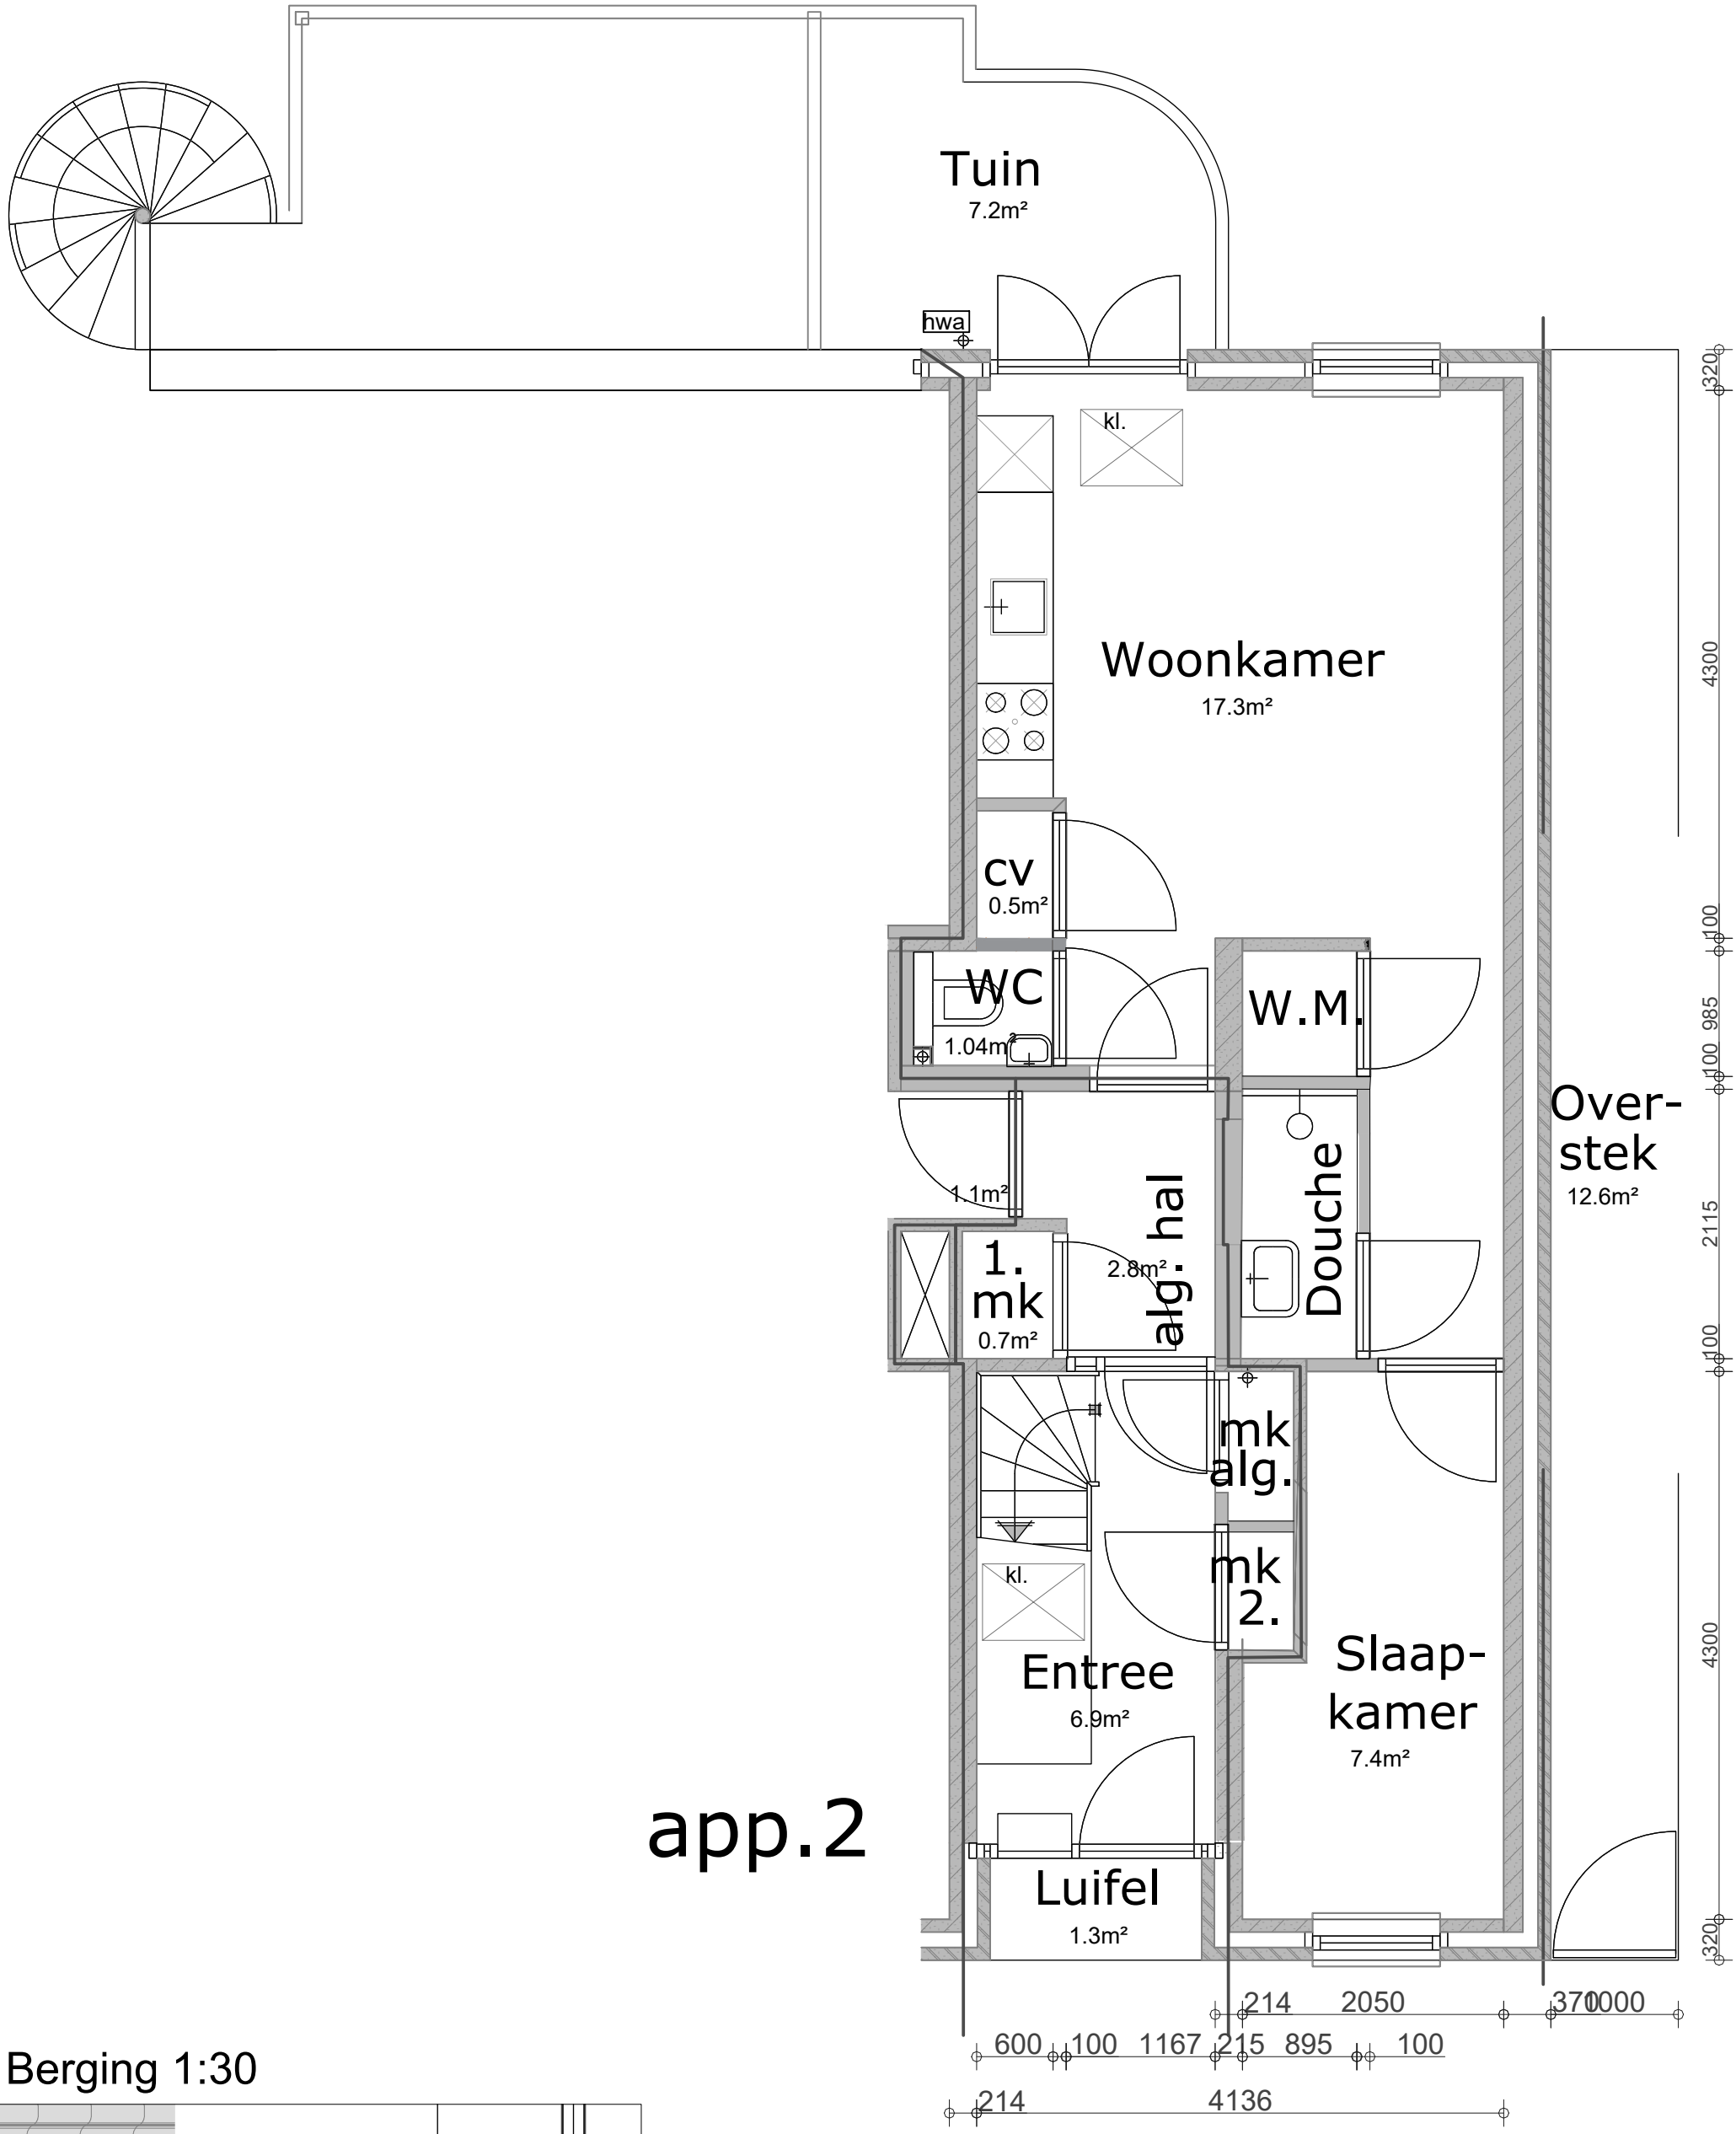 Tuin
7.2m²
hwa
320
kl.
Woonkamer
17.3m²
4300
cv
0.5m²
100
WC
1.04m²
W.M.
985
100
Over-
stek
12.6m²
1.1m²
alg. hal
2.8m²
Douche
2115
1.
mk
0.7m²
100
mk
alg.
mk
2.
kl.
Entree
6.9m²
Slaap-
kamer
7.4m²
4300
app.2
Luifel
1.3m²
320
214 2050 370 1000
600 100 1167 215 895 100
214 4136
Berging 1:30